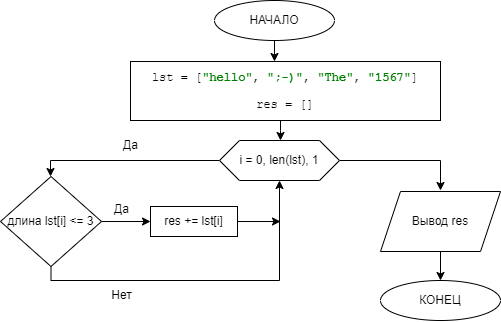 НАЧАЛО
lst = ["hello", ";-)", "The", "1567"]
res = []
Да
i = 0, len(lst), 1
длина lst[i] <= 3
Да
res += lst[i]
Вывод res
Нет
КОНЕЦ